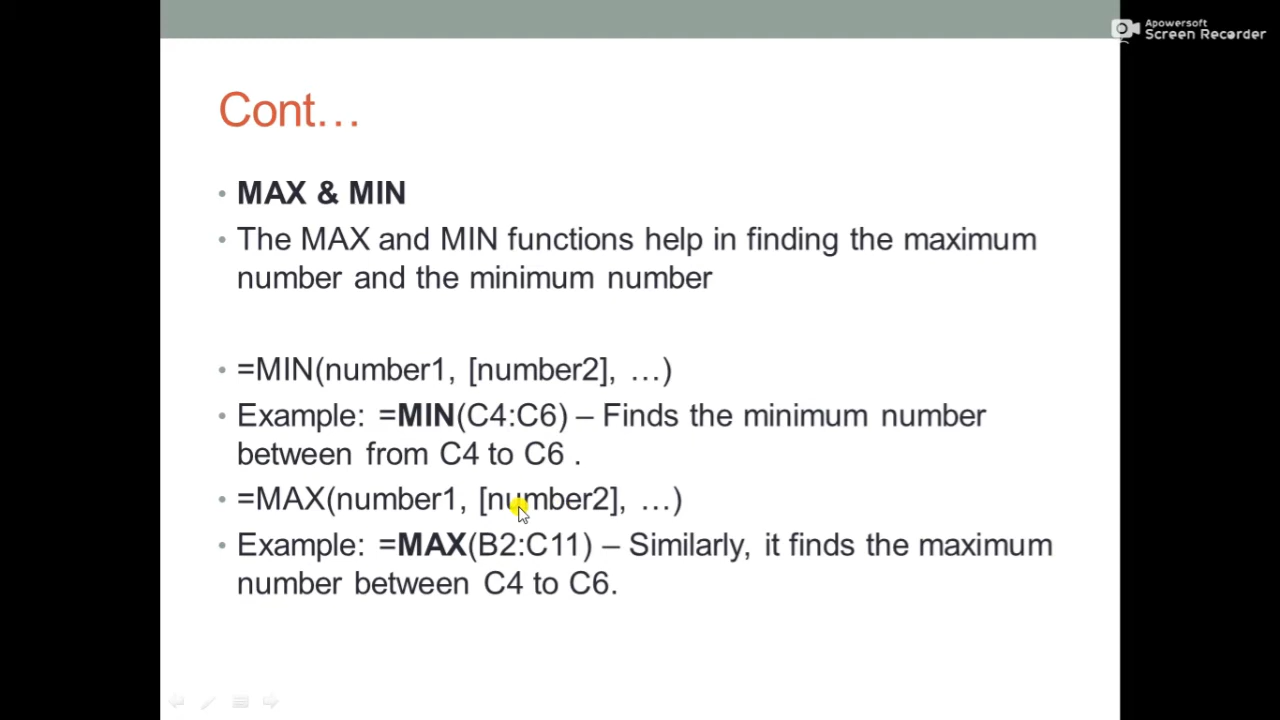 Apowersoft
Screen Recorder
Cont…
• MAX & MIN
• The MAX and MIN functions help in finding the maximum
number and the minimum number
• =MIN(number1, [number2], …)
• Example: =MIN(C4:C6) – Finds the minimum number
between from C4 to C6 .
• =MAX(number1, [number2], …)
• Example: =MAX(B2:C11) – Similarly, it finds the maximum
number between C4 to C6.